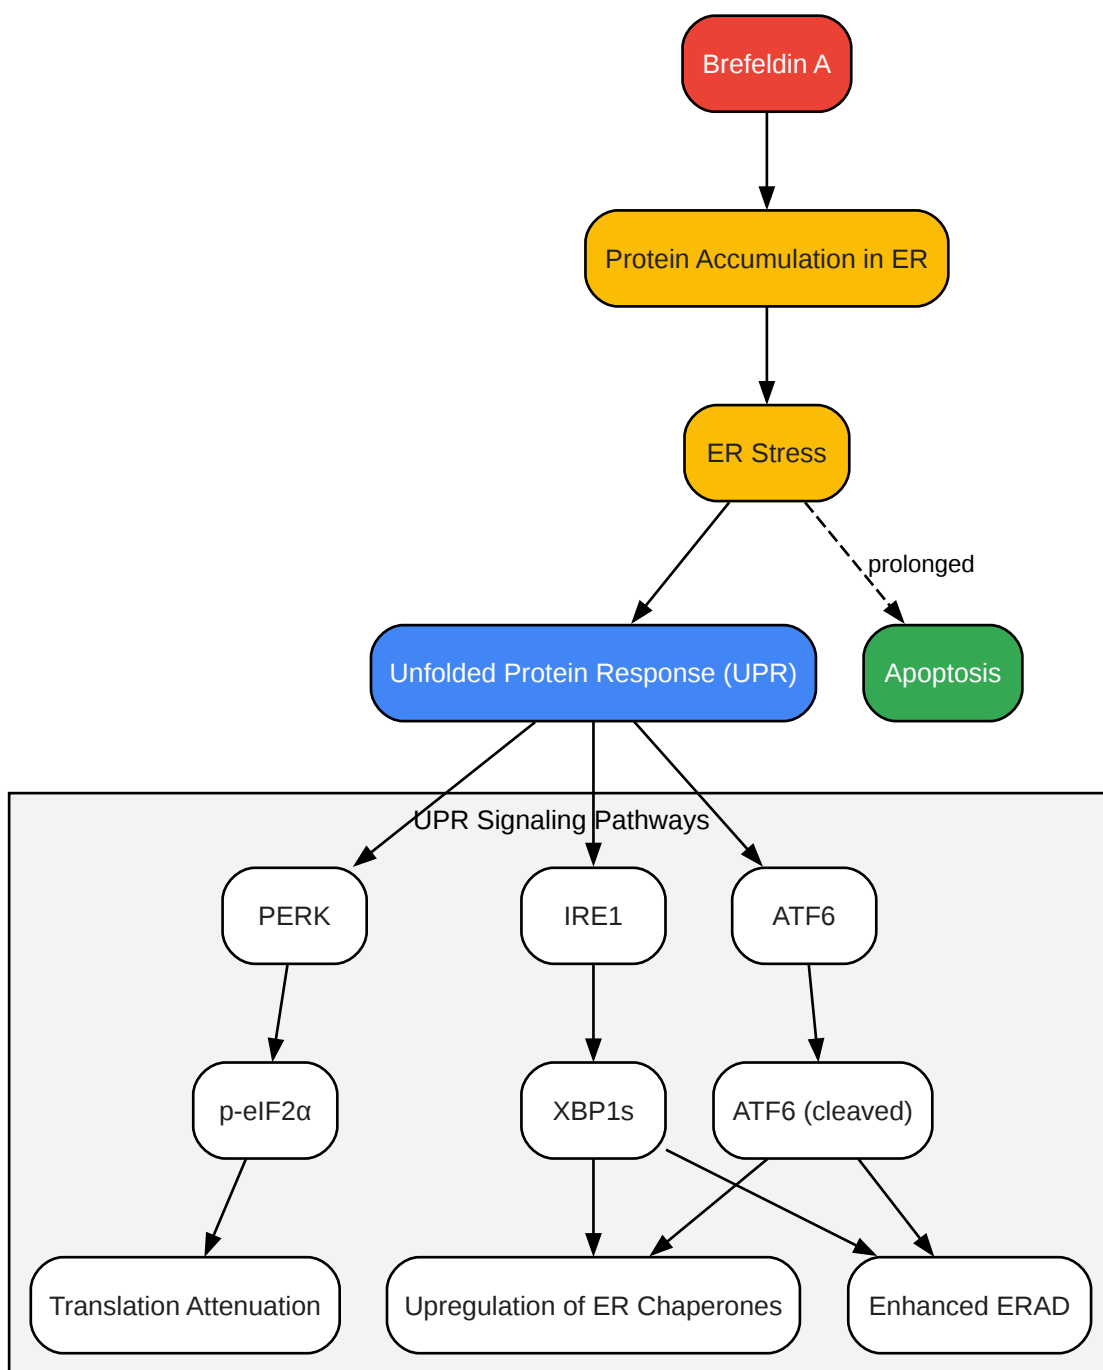 Brefeldin A
Protein Accumulation in ER
ER Stress
prolonged
Unfolded Protein Response (UPR)
Apoptosis
UPR Signaling Pathways
PERK
IRE1
ATF6
p-eIF2α
XBP1s
ATF6 (cleaved)
Translation Attenuation
Upregulation of ER Chaperones
Enhanced ERAD